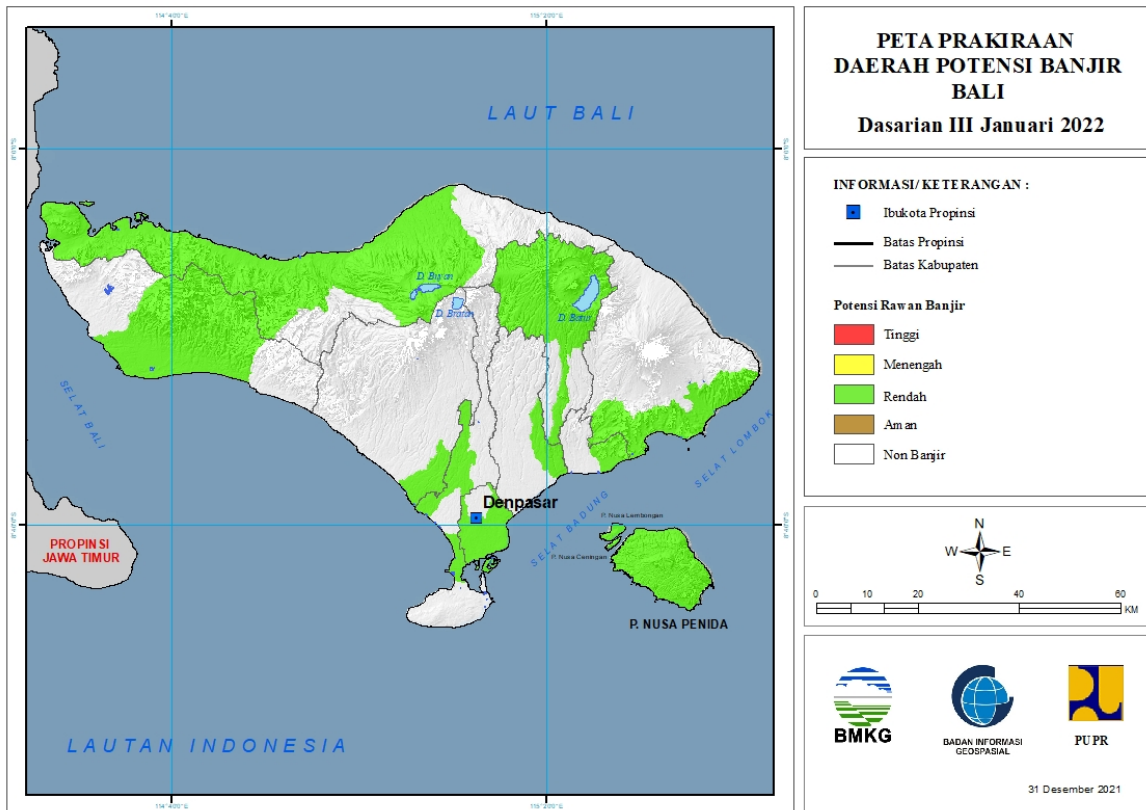 PETA PRAKIRAAN
DAERAH POTENSI BANJIR
BALI
Dasarian III Januari 2022
INFORMASI/ KETERANGAN :
Ibukota Propinsi
Batas Propinsi
Batas Kabupaten
Potensi Rawan Banjir
Tinggi
Menengah
Rendah
Aman
Non Banjir
N
W E
S
0 10 20 40 60
KM
BMKG
BADAN INFORMASI
GEOSPASIAL
PUPR
31 Desember 2021
LAUT BALI
D. Buyan
D. Bratan
D. Batur
SELAT BALI
SELAT LOMBOK
Denpasar
SELAT BADUNG
P. Nusa Lembongan
P. Nusa Ceningan
PROPINSI
JAWA TIMUR
P. NUSA PENIDA
LAUTAN INDONESIA